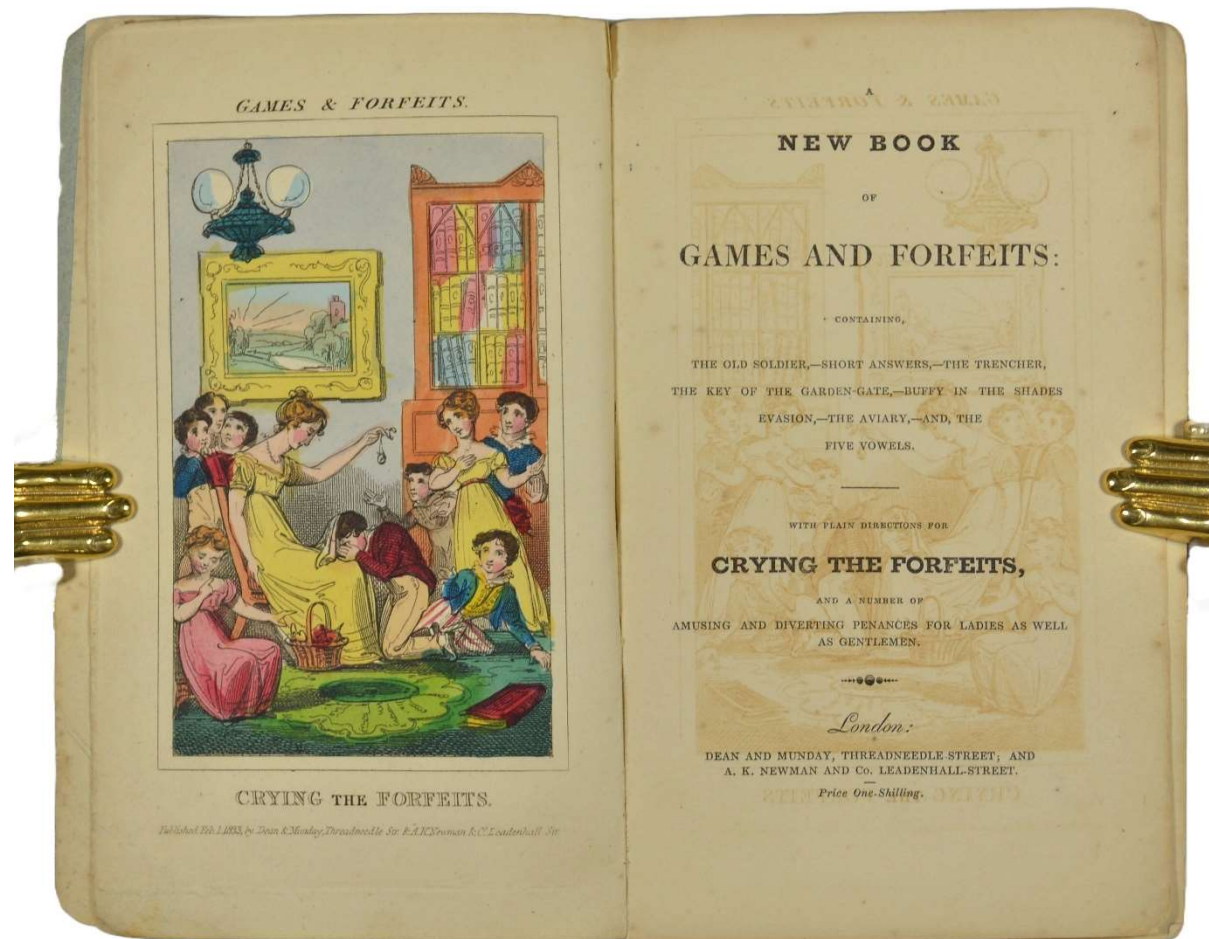 GAMES & FORFEITS.
CRYING THE FORFEITS.
Published Feb. 1, 1833, by Dean & Munday, Threadneedle Str. & A.K. Newman & Co. Leadenhall Str.
A
NEW BOOK
OF
GAMES AND FORFEITS:
CONTAINING,
THE OLD SOLDIER,—SHORT ANSWERS,—THE TRENCHER,
THE KEY OF THE GARDEN-GATE,—BUFFY IN THE SHADES
EVASION,—THE AVIARY,—AND, THE
FIVE VOWELS.
WITH PLAIN DIRECTIONS FOR
CRYING THE FORFEITS,
AND A NUMBER OF
AMUSING AND DIVERTING PENANCES FOR LADIES AS WELL
AS GENTLEMEN.
London:
DEAN AND MUNDAY, THREADNEEDLE-STREET; AND
A. K. NEWMAN AND Co. LEADENHALL-STREET.
Price One-Shilling.